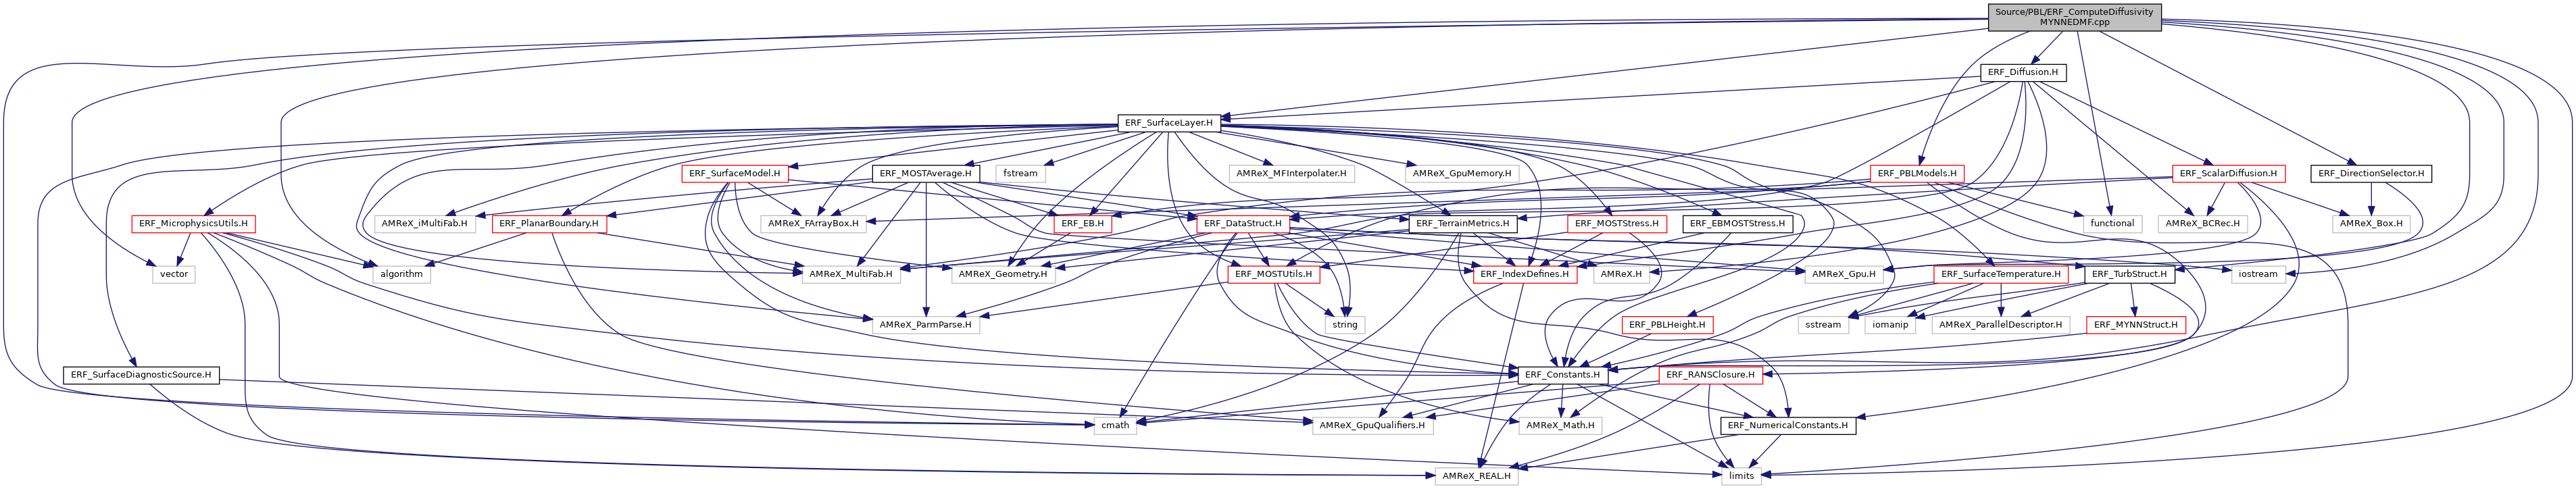 Source/PBL/ERF_ComputeDiffusivity
MYNNEDMF.cpp
ERF_Diffusion.H
ERF_SurfaceLayer.H
ERF_SurfaceModel.H
ERF_MOSTAverage.H
fstream
AMReX_MFInterpolater.H
AMReX_GpuMemory.H
ERF_PBLModels.H
ERF_ScalarDiffusion.H
ERF_DirectionSelector.H
ERF_MicrophysicsUtils.H
AMReX_iMultiFab.H
ERF_PlanarBoundary.H
AMReX_FArrayBox.H
ERF_EB.H
ERF_DataStruct.H
ERF_TerrainMetrics.H
ERF_MOSTStress.H
ERF_EBMOSTStress.H
functional
AMReX_BCRec.H
AMReX_Box.H
vector
algorithm
AMReX_MultiFab.H
AMReX_Geometry.H
ERF_MOSTUtils.H
ERF_IndexDefines.H
AMReX.H
AMReX_Gpu.H
ERF_SurfaceTemperature.H
ERF_TurbStruct.H
iostream
AMReX_ParmParse.H
string
ERF_PBLHeight.H
sstream
iomanip
AMReX_ParallelDescriptor.H
ERF_MYNNStruct.H
ERF_SurfaceDiagnosticSource.H
ERF_Constants.H
ERF_RANSClosure.H
cmath
AMReX_GpuQualifiers.H
AMReX_Math.H
ERF_NumericalConstants.H
AMReX_REAL.H
limits